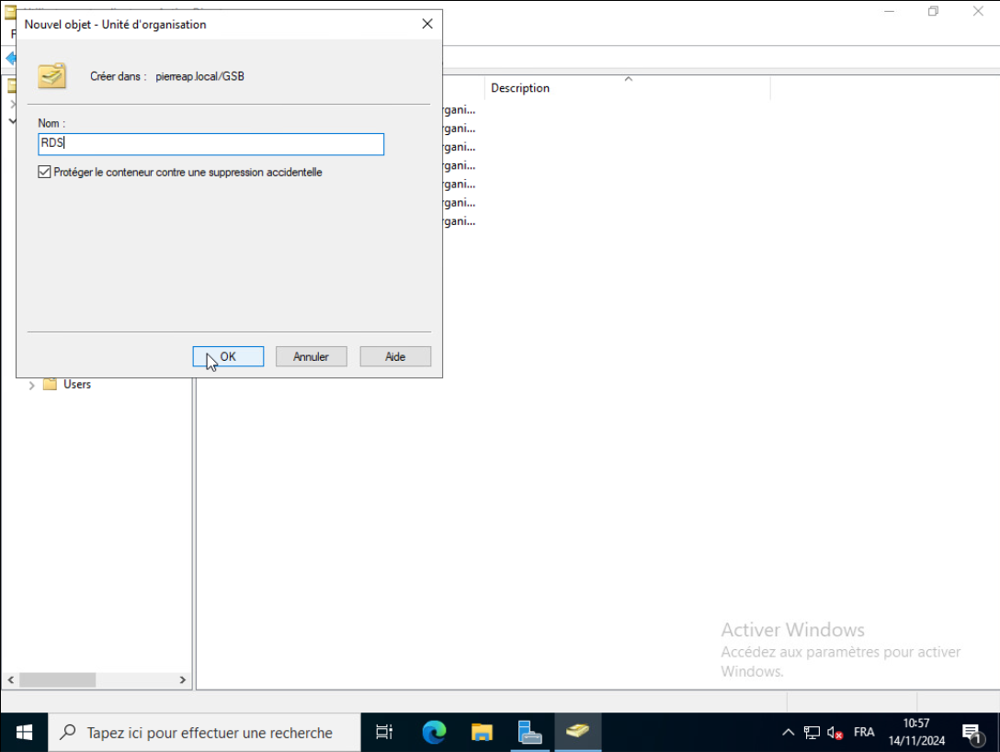 Nouvel objet - Unité d'organisation
Créer dans : pierreap.local/GSB
Nom :
RDS
Protéger le conteneur contre une suppression accidentelle
OK
Annuler
Aide
Description
rgani...
rgani...
rgani...
rgani...
rgani...
rgani...
rgani...
Users
Activer Windows
Accédez aux paramètres pour activer
Windows.
Tapez ici pour effectuer une recherche
FRA
10:57
14/11/2024
1